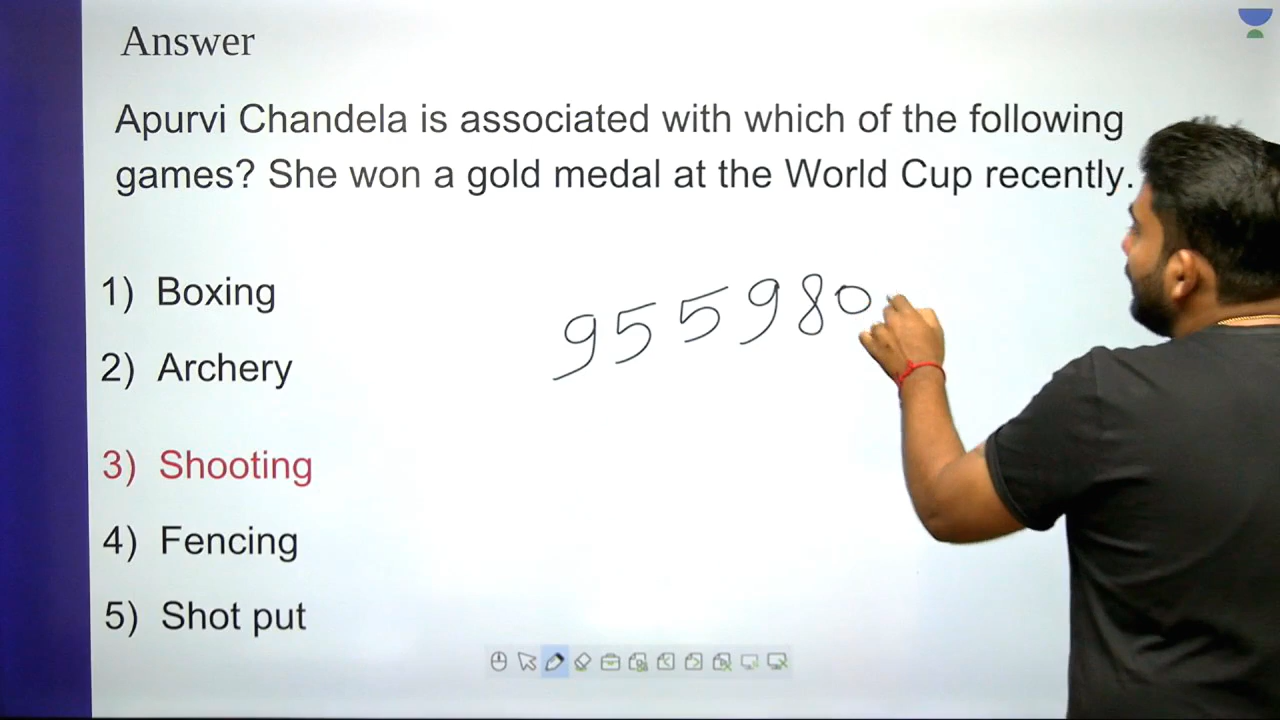 Answer
Apurvi Chandela is associated with which of the following
games? She won a gold medal at the World Cup recently.
1) Boxing
2) Archery
3) Shooting
4) Fencing
5) Shot put
955980